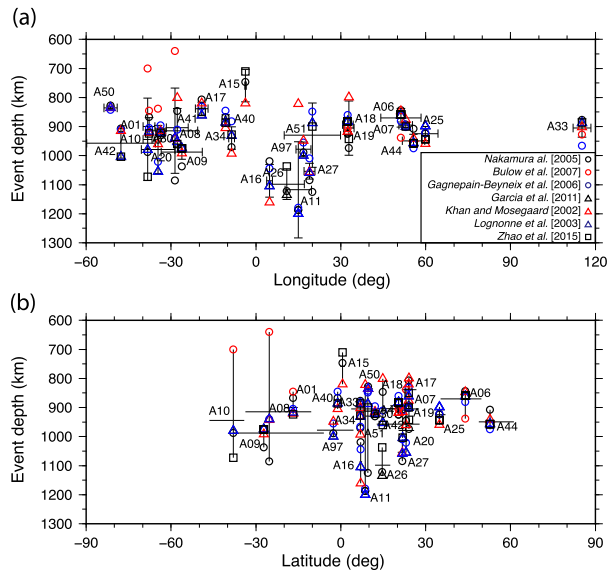 (a)
600
700
800
900
1000
1100
1200
1300
Event depth (km)
A50
A01
A10
A42
A20
A41
A08
A09
A17
A34
A40
A15
A51
A97
A16
A26
A27
A11
A18
A19
A06
A07
A25
A44
A33
Nakamura et al. [2005]
Bulow et al. [2007]
Gagnepain-Beyneix et al. [2006]
Garcia et al. [2011]
Khan and Mosegaard [2002]
Lognonne et al. [2003]
Zhao et al. [2015]
−60 −30 0 30 60 90 120
Longitude (deg)
(b)
600
700
800
900
1000
1100
1200
1300
Event depth (km)
A10
A09
A08
A01
A15
A50
A40
A33
A34
A97
A51
A16
A11
A18
A17
A07
A19
A42
A20
A27
A26
A25
A06
A44
−90 −60 −30 0 30 60 90
Latitude (deg)